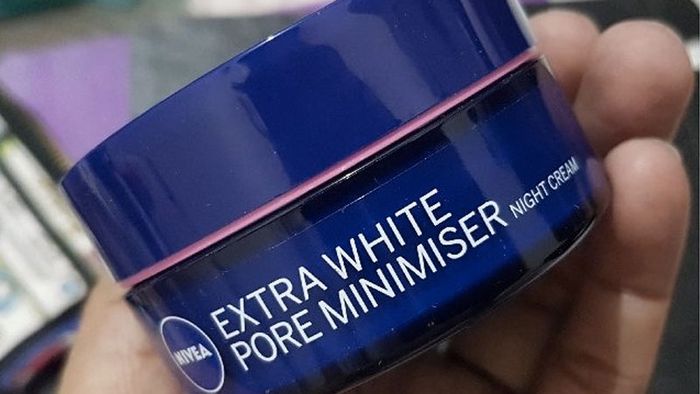 NIVEA
EXTRA WHITE
PORE MINIMISER NIGHT CREAM